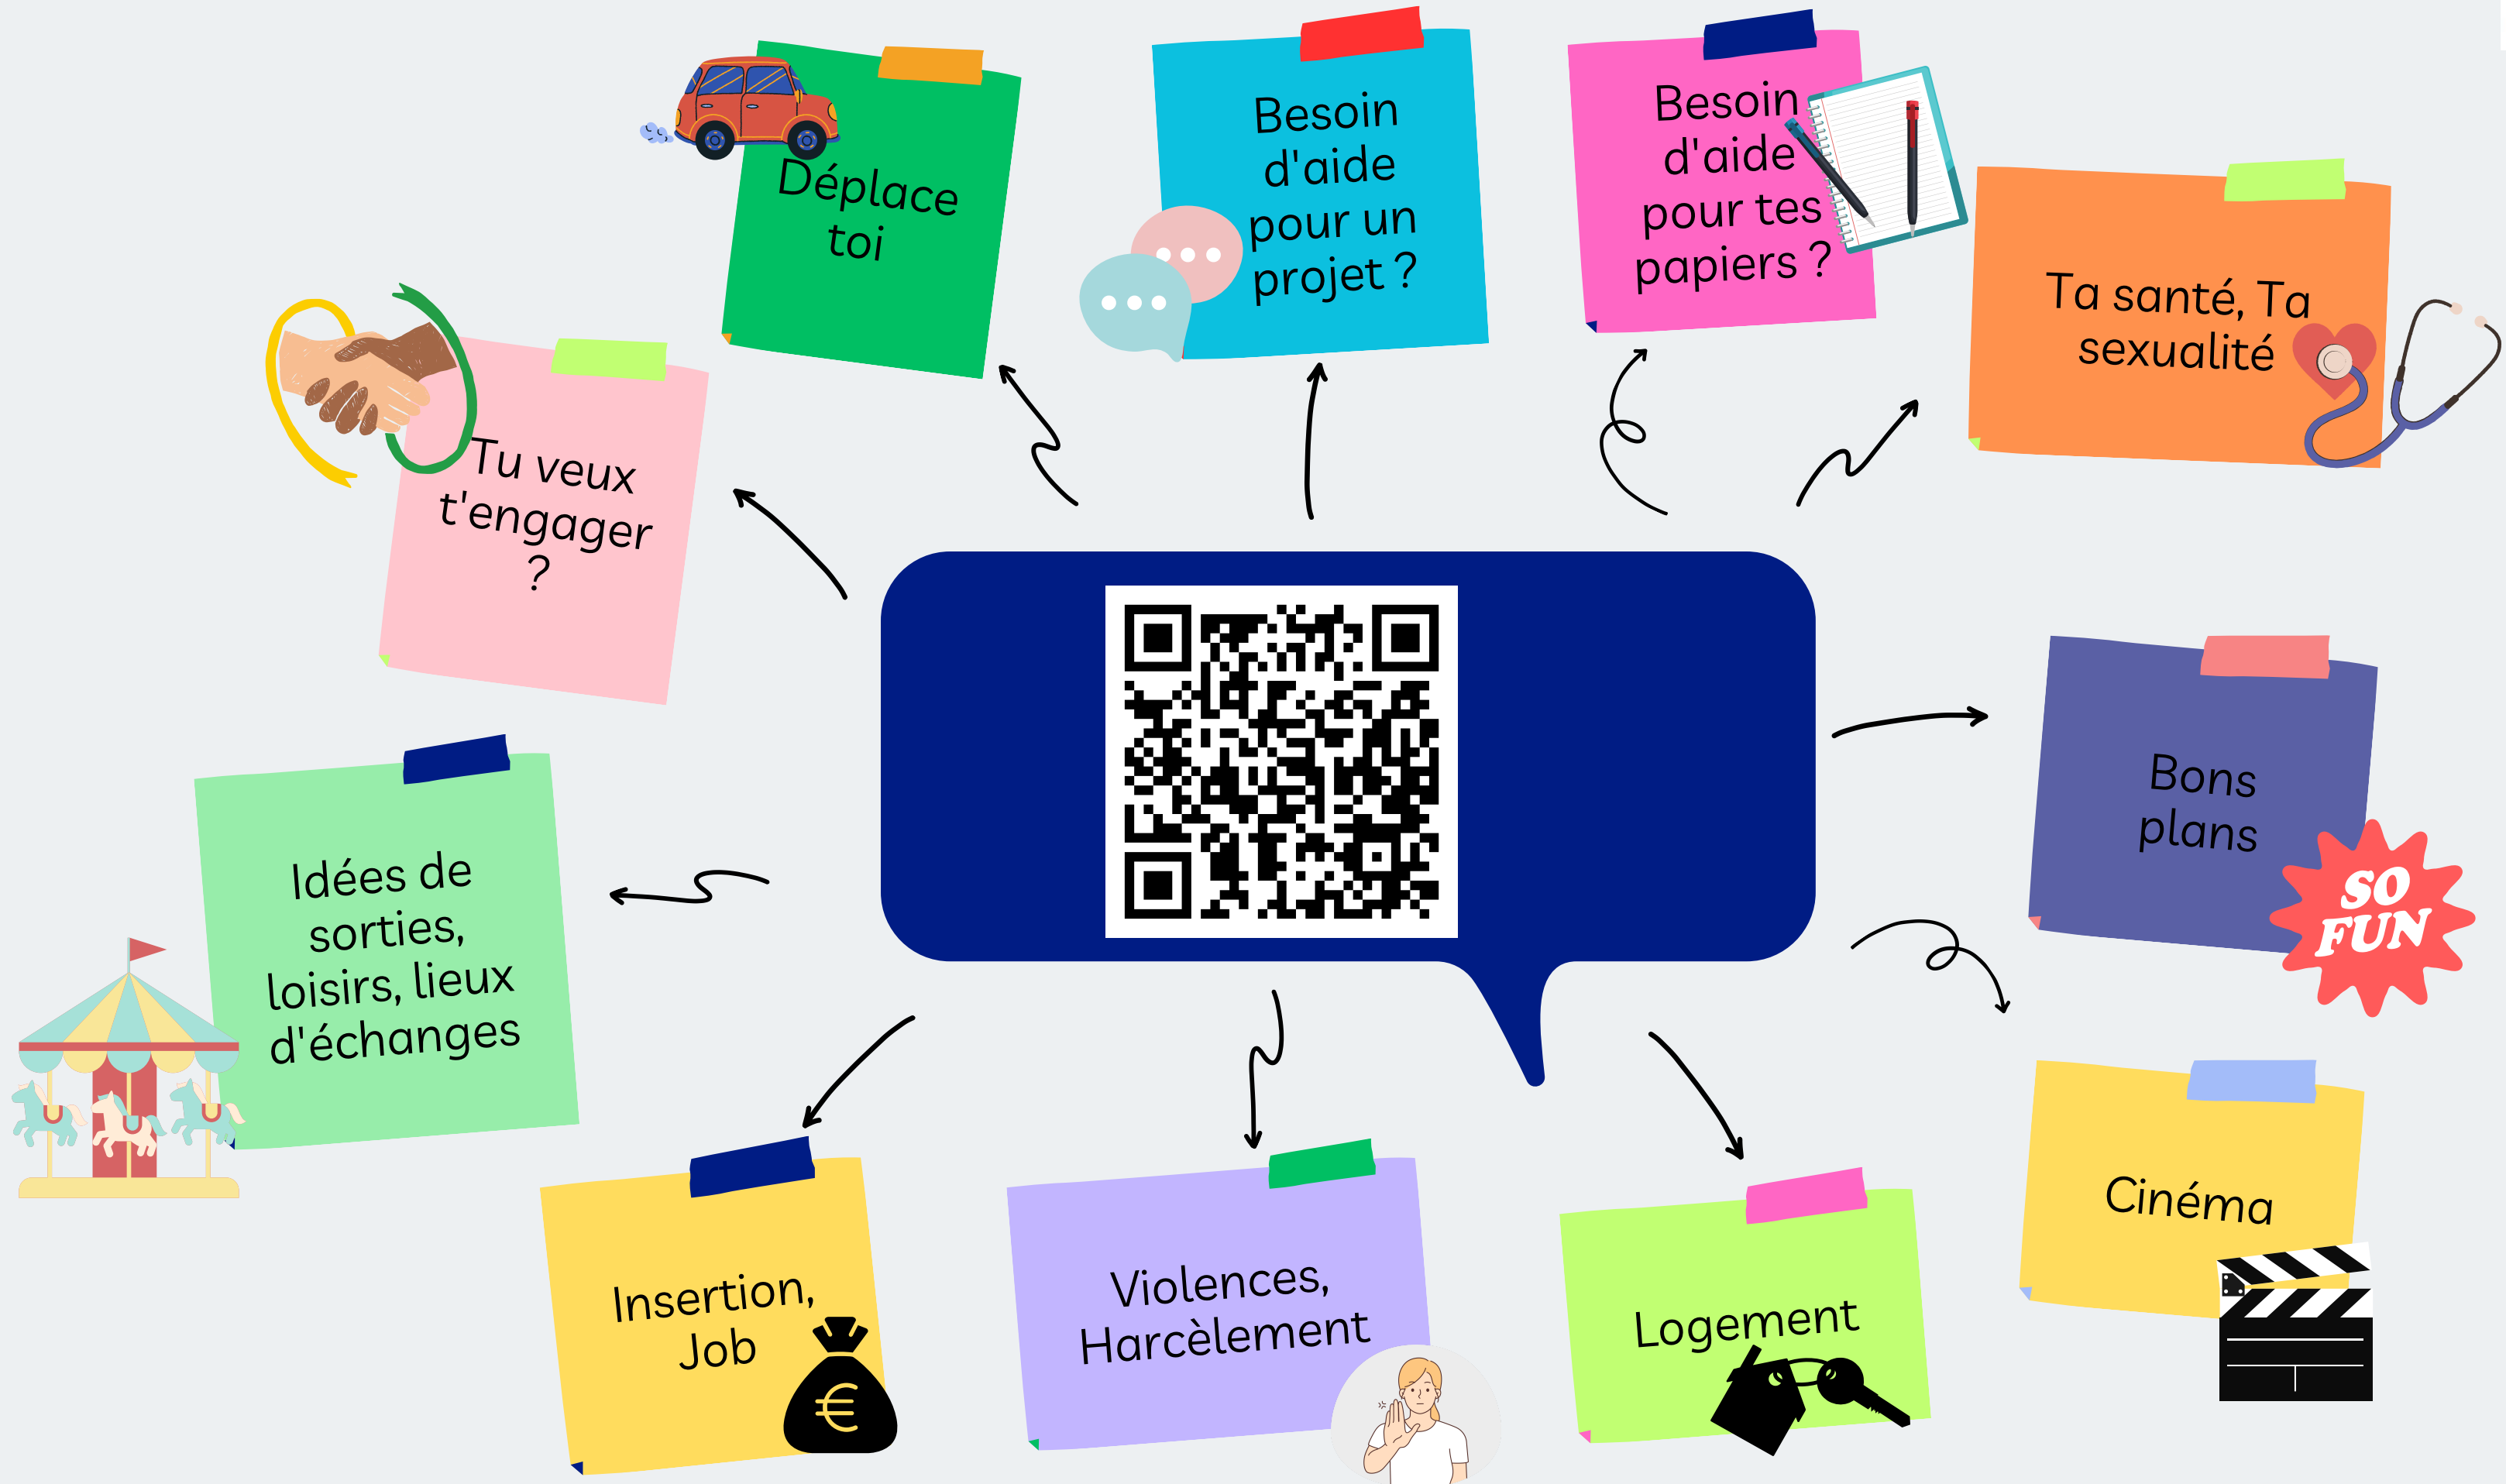 Déplace
toi
Besoin
d'aide
pour un
projet ?
Besoin
d'aide
pour tes
papiers ?
Ta santé, Ta
sexualité
Tu veux
t'engager
?
Bons
plans
SO
FUN
Idées de
sorties,
loisirs, lieux
d'échanges
Cinéma
Insertion,
Job
€
Violences,
Harcèlement
Logement